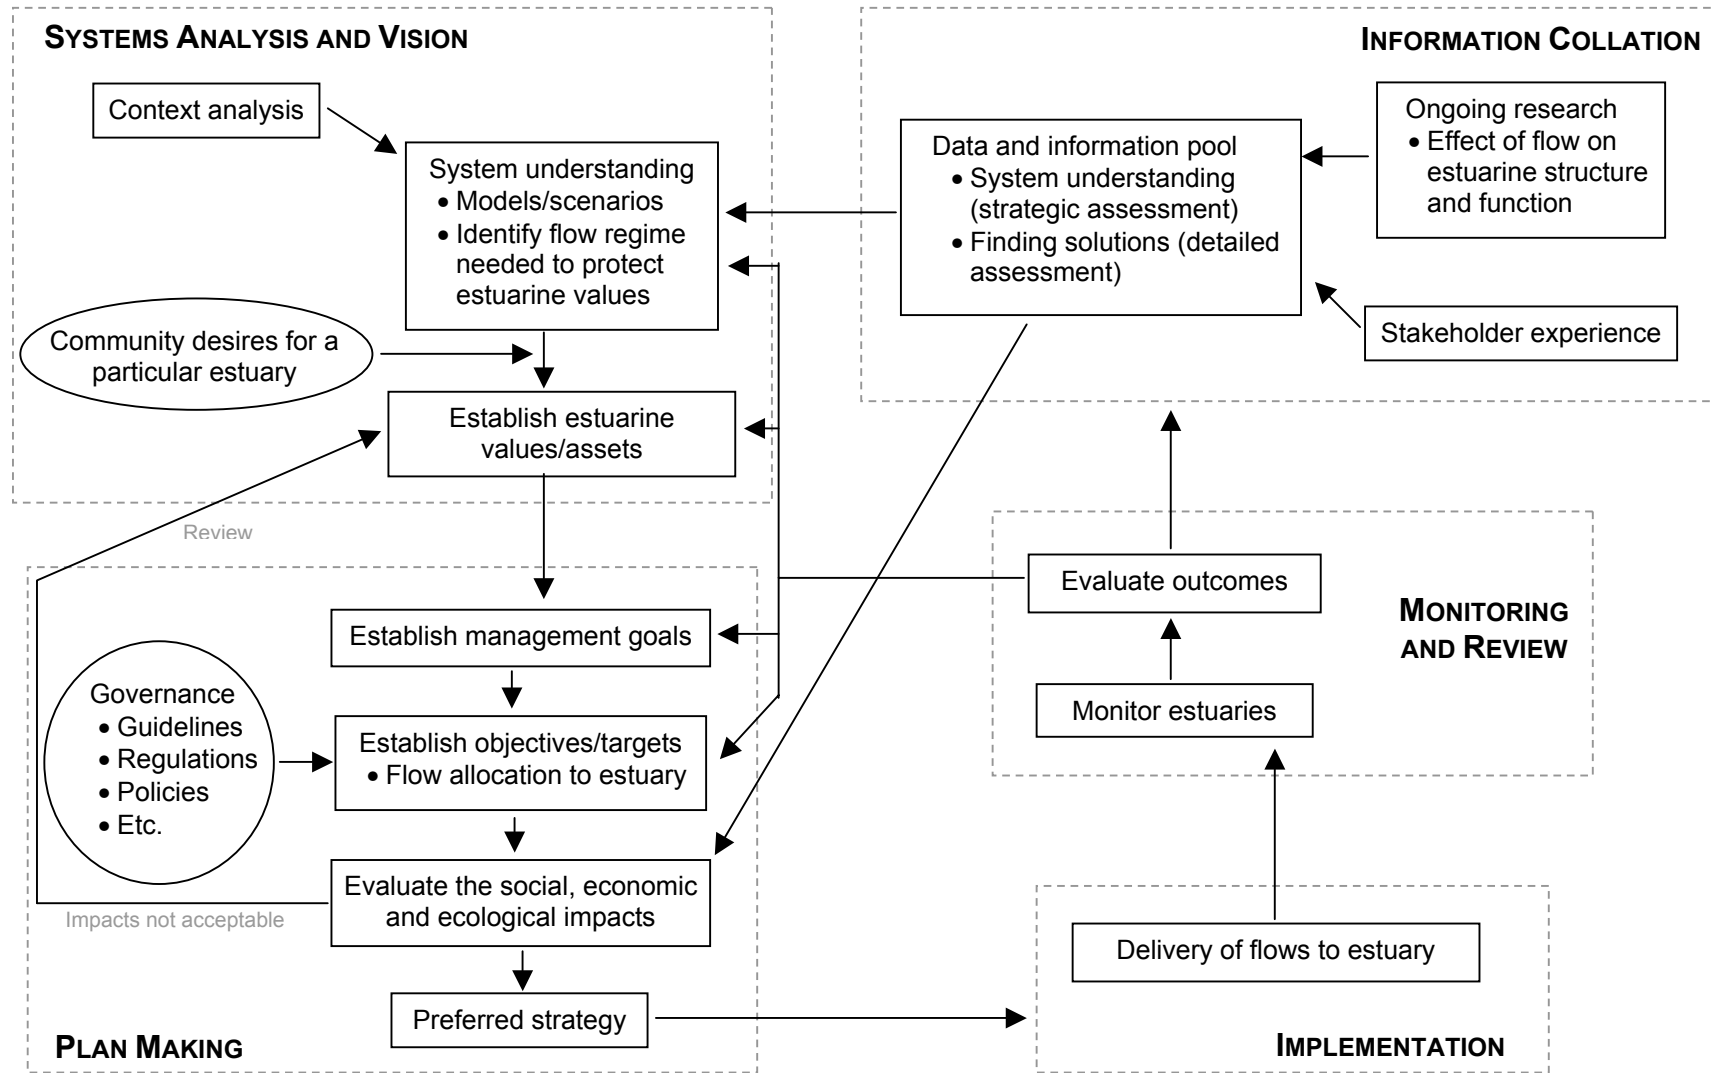 SYSTEMS ANALYSIS AND VISION
Context analysis
System understanding
• Models/scenarios
• Identify flow regime
needed to protect
estuarine values
Community desires for a
particular estuary
Establish estuarine
values/assets
INFORMATION COLLATION
Data and information pool
• System understanding
(strategic assessment)
• Finding solutions (detailed
assessment)
Ongoing research
• Effect of flow on
estuarine structure
and function
Stakeholder experience
Review
Establish management goals
Governance
• Guidelines
• Regulations
• Policies
• Etc.
Establish objectives/targets
• Flow allocation to estuary
Evaluate the social, economic
and ecological impacts
Impacts not acceptable
Preferred strategy
PLAN MAKING
Evaluate outcomes
MONITORING
AND REVIEW
Monitor estuaries
Delivery of flows to estuary
IMPLEMENTATION